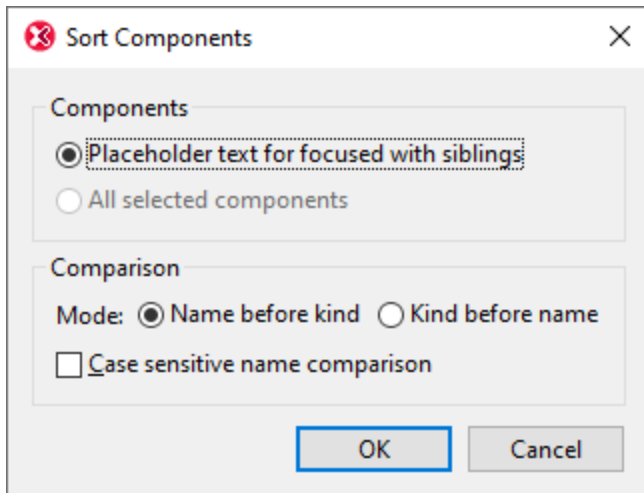 Sort Components
Components
Placeholder text for focused with siblings
All selected components
Comparison
Mode: Name before kind Kind before name
Case sensitive name comparison
OK Cancel